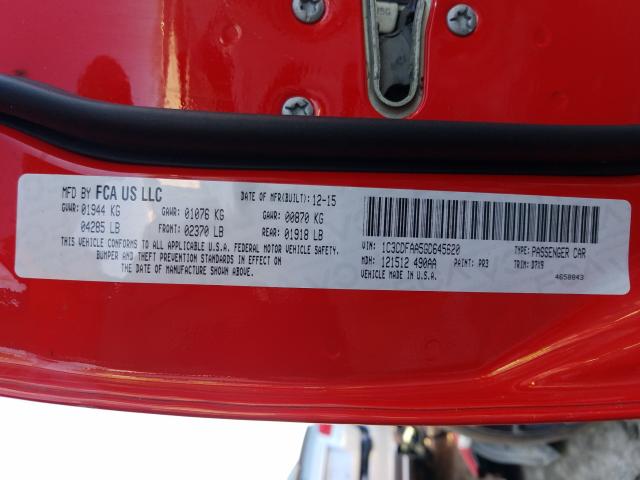 MFD BY FCA US LLC DATE OF MFR(BUILT): 12-15
GVWR: 01944 KG GAWR: 01076 KG GAWR: 00870 KG
04285 LB FRONT: 02370 LB REAR: 01918 LB
THIS VEHICLE CONFORMS TO ALL APPLICABLE U.S.A. FEDERAL MOTOR VEHICLE SAFETY,
BUMPER AND THEFT PREVENTION STANDARDS IN EFFECT ON
THE DATE OF MANUFACTURE SHOWN ABOVE.
VIN: 1C3CDFAA5GD645620 TYPE: PASSENGER CAR
MDH: 121512 490AA PAINT: PR3 TRIM: D7X9
VEHICLE MADE IN U.S.A. 4658843